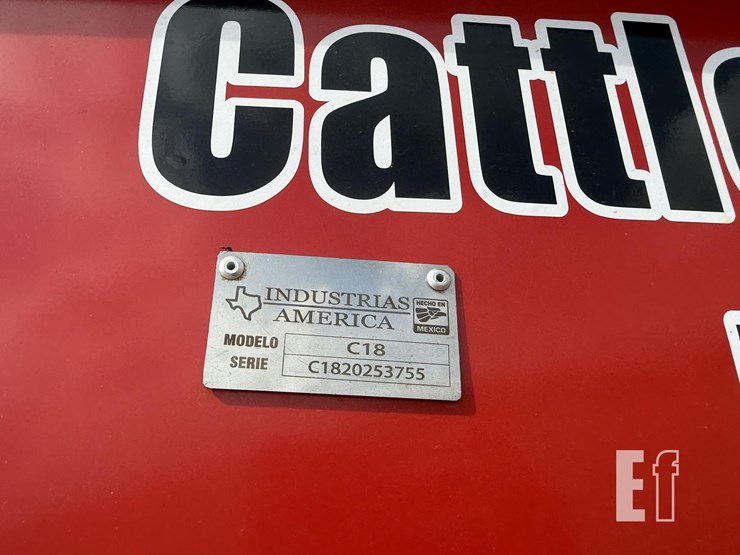 Cattl
INDUSTRIAS
AMERICA
HECHO EN
MEXICO
MODELO C18
SERIE C1820253755
Ef